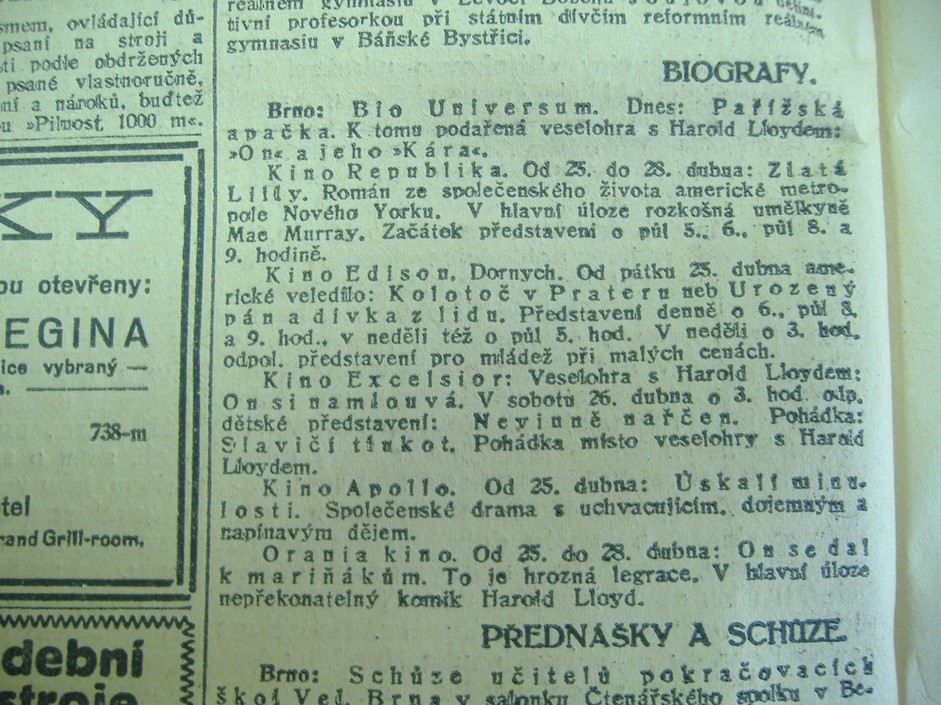 smem, ovládající dů-
psaní na stroji a
sti podle obdržených
psané vlastnoručně,
ní a nároků, buďtež
ou »Pilnost 1000 m«.
KY
ou otevřeny:
EGINA
ice vybraný —
738-m
tel
rand Grill-room.
dební
stroje
reálném gymnasiu v Levoči Boženu
tivní profesorkou při státním dívčím reformním reálném
gymnasiu v Báňské Bystřici.
BIOGRAFY.
Brno: Bio Universum. Dnes: Pařížská
apačka. K tomu podařená veselohra s Harold Lloydem:
»On« a jeho »Kára«.
Kino Republika. Od 25. do 28. dubna: Zlatá
Lilly. Román ze společenského života americké metro-
pole Nového Yorku. V hlavní úloze rozkošná umělkyně
Mae Murray. Začátek představení o půl 5., 6., půl 8. a
9. hodině.
Kino Edison, Dornych. Od pátku 25. dubna ame-
rické veledílo: Kolotoč v Prateru neb Urozený
pán a dívka z lidu. Představení denně o 6., půl 8.
a 9. hod., v neděli též o půl 5. hod. V neděli o 3. hod.
odpol. představení pro mládež při malých cenách.
Kino Excelsior: Veselohra s Harold Lloydem:
On si namlouvá. V sobotu 26. dubna o 3. hod. odp.
dětské představení: Nevinně nařčen. Pohádka:
Slavičí tlukot. Pohádka místo veselohry s Harold
Lloydem.
Kino Apollo. Od 25. dubna: Úskalí minu-
losti. Společenské drama s uchvacujícím, dojemným a
napínavým dějem.
Orania kino. Od 25. do 28. dubna: On se dal
k mariňákům. To je hrozná legrace. V hlavní úloze
nepřekonatelný komik Harold Lloyd.
PŘEDNÁŠKY A SCHŮZE.
Brno: Schůze učitelů pokračovacích
škol Vel. Brna v salonku Čtenářského spolku v Be-